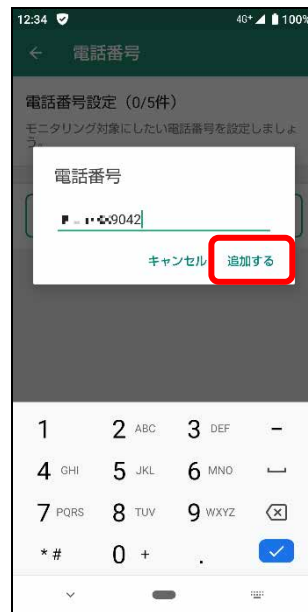 12:34
4G+ 100%
← 電話番号
電話番号設定（0/5件）
モニタリング対象にしたい電話番号を設定しましょ
う。
電話番号
9042
キャンセル 追加する
1 2 ABC 3 DEF -
4 GHI 5 JKL 6 MNO
7 PQRS 8 TUV 9 WXYZ
* # 0 + .